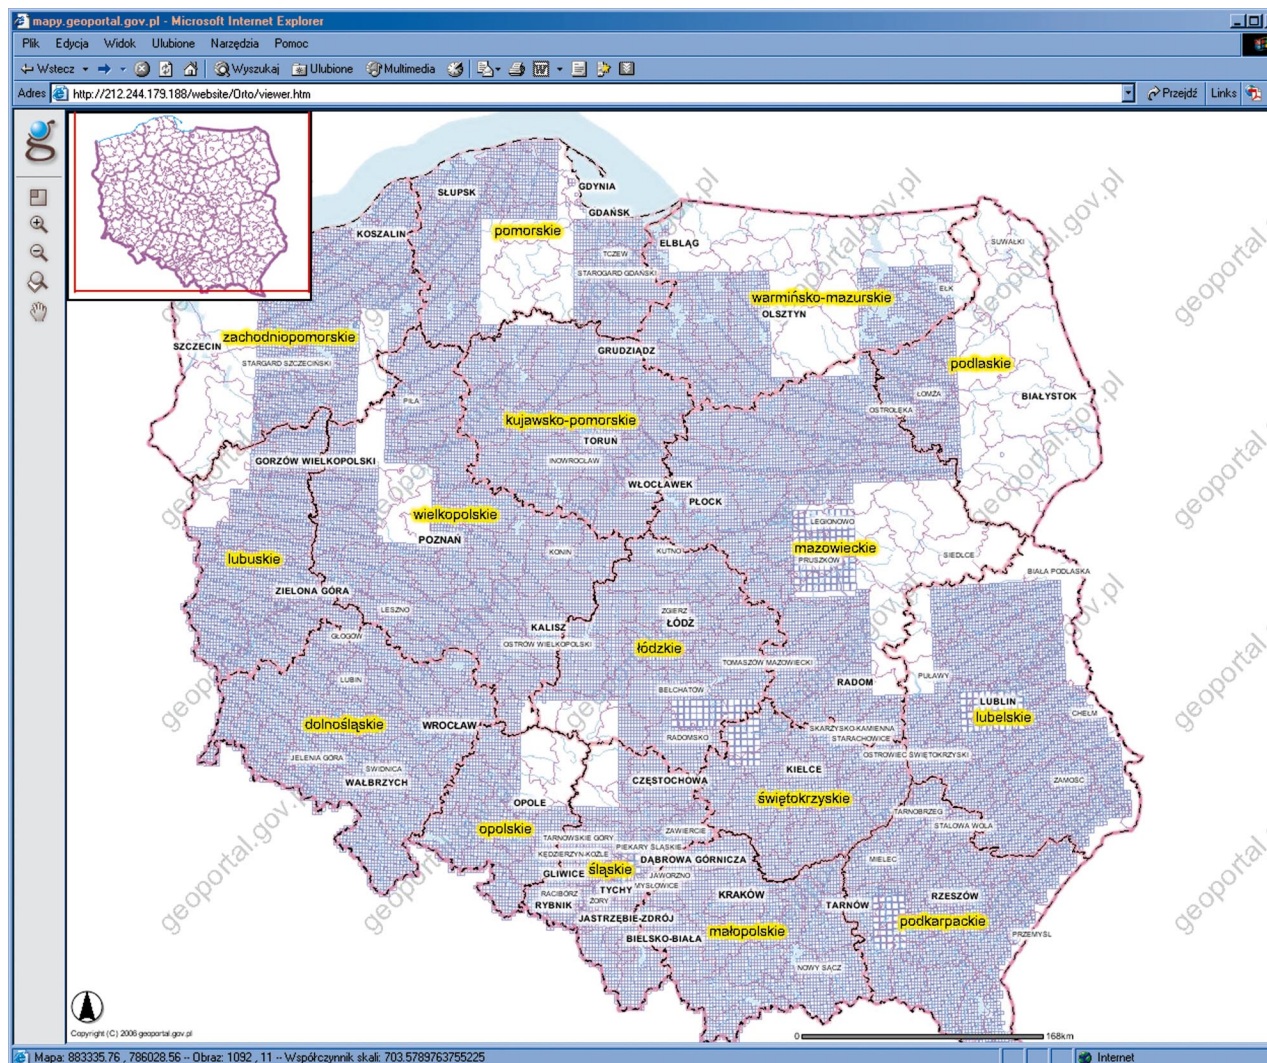 mapy.geoportal.gov.pl - Microsoft Internet Explorer
Plik Edycja Widok Ulubione Narzędzia Pomoc
Wstecz Wyszukaj Ulubione Multimedia
Adres http://212.244.179.188/website/Orto/viewer.htm Przejdź Links
GDYNIA
SŁUPSK
GDAŃSK
pomorskie
KOSZALIN
ELBLĄG
SUWAŁKI
TCZEW
STAROGARD GDAŃSKI
EŁK
warmińsko-mazurskie
OLSZTYN
zachodniopomorskie
SZCZECIN
GRUDZIĄDZ
STARGARD SZCZECIŃSKI
podlaskie
ŁOMŻA
BIAŁYSTOK
PIŁA
OSTROŁĘKA
kujawsko-pomorskie
TORUŃ
GORZÓW WIELKOPOLSKI
INOWROCŁAW
WŁOCŁAWEK
PŁOCK
wielkopolskie
LEGIONOWO
POZNAŃ
mazowieckie
KONIN
KUTNO
SIEDLCE
lubuskie
PRUSZKÓW
BIAŁA PODLASKA
ZIELONA GÓRA
LESZNO
ZGIERZ
ŁÓDŹ
KALISZ
GŁOGÓW
OSTRÓW WIELKOPOLSKI
łódzkie
TOMASZÓW MAZOWIECKI
LUBIN
RADOM
PUŁAWY
BEŁCHATÓW
LUBLIN
dolnośląskie
WROCŁAW
lubelskie
CHEŁM
SKARŻYSKO-KAMIENNA
RADOMSKO
STARACHOWICE
JELENIA GÓRA
OSTROWIEC ŚWIĘTOKRZYSKI
ŚWIDNICA
KIELCE
WAŁBRZYCH
CZĘSTOCHOWA
ZAMOŚĆ
świętokrzyskie
OPOLE
TARNOBRZEG
opolskie
STALOWA WOLA
ZAWIERCIE
TARNOWSKIE GÓRY
PIEKARY ŚLĄSKIE
KĘDZIERZYN-KOŹLE
DĄBROWA GÓRNICZA
MIELEC
śląskie
GLIWICE
JAWORZNO
MYSŁOWICE
TYCHY
RACIBÓRZ
KRAKÓW
RZESZÓW
ŻORY
RYBNIK
TARNÓW
JASTRZĘBIE-ZDRÓJ
podkarpackie
małopolskie
PRZEMYŚL
BIELSKO-BIAŁA
NOWY SĄCZ
geoportal.gov.pl
Copyright (C) 2006 geoportal.gov.pl
0 168km
Mapa: 883335.76 , 786028.56 -- Obraz: 1092 , 11 -- Współczynnik skali: 703.5789763755225 Internet